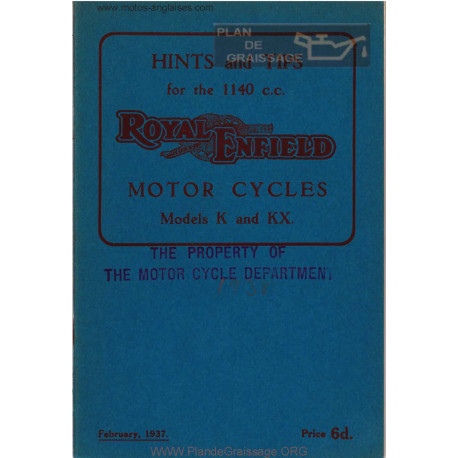 www.motos-anglaises.com
PLAN
DE
GRAISSAGE
HINTS and TIPS
for the 1140 c.c.
ROYAL ENFIELD
MOTOR CYCLES
Models K and KX.
THE PROPERTY OF
THE MOTOR CYCLE DEPARTMENT.
February, 1937.
Price 6d.
© www.PlandeGraissage.ORG